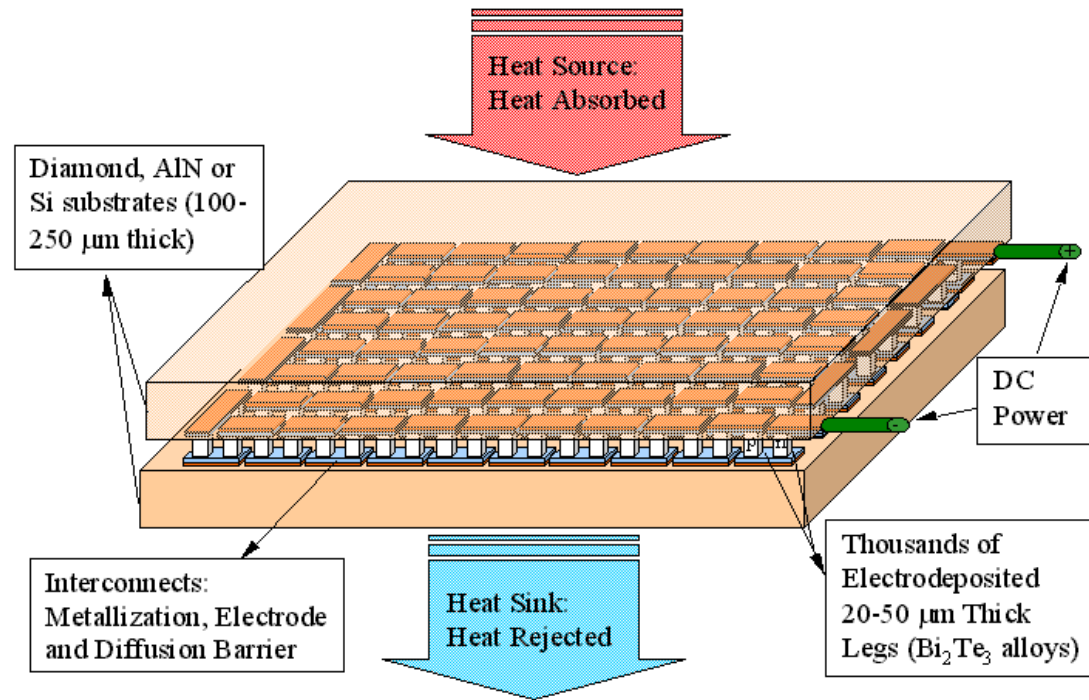 Heat Source:
Heat Absorbed
Diamond, AlN or
Si substrates (100-
250 μm thick)
+
DC
Power
-
p n
Interconnects:
Metallization, Electrode
and Diffusion Barrier
Heat Sink:
Heat Rejected
Thousands of
Electrodeposited
20-50 μm Thick
Legs (Bi₂Te₃ alloys)